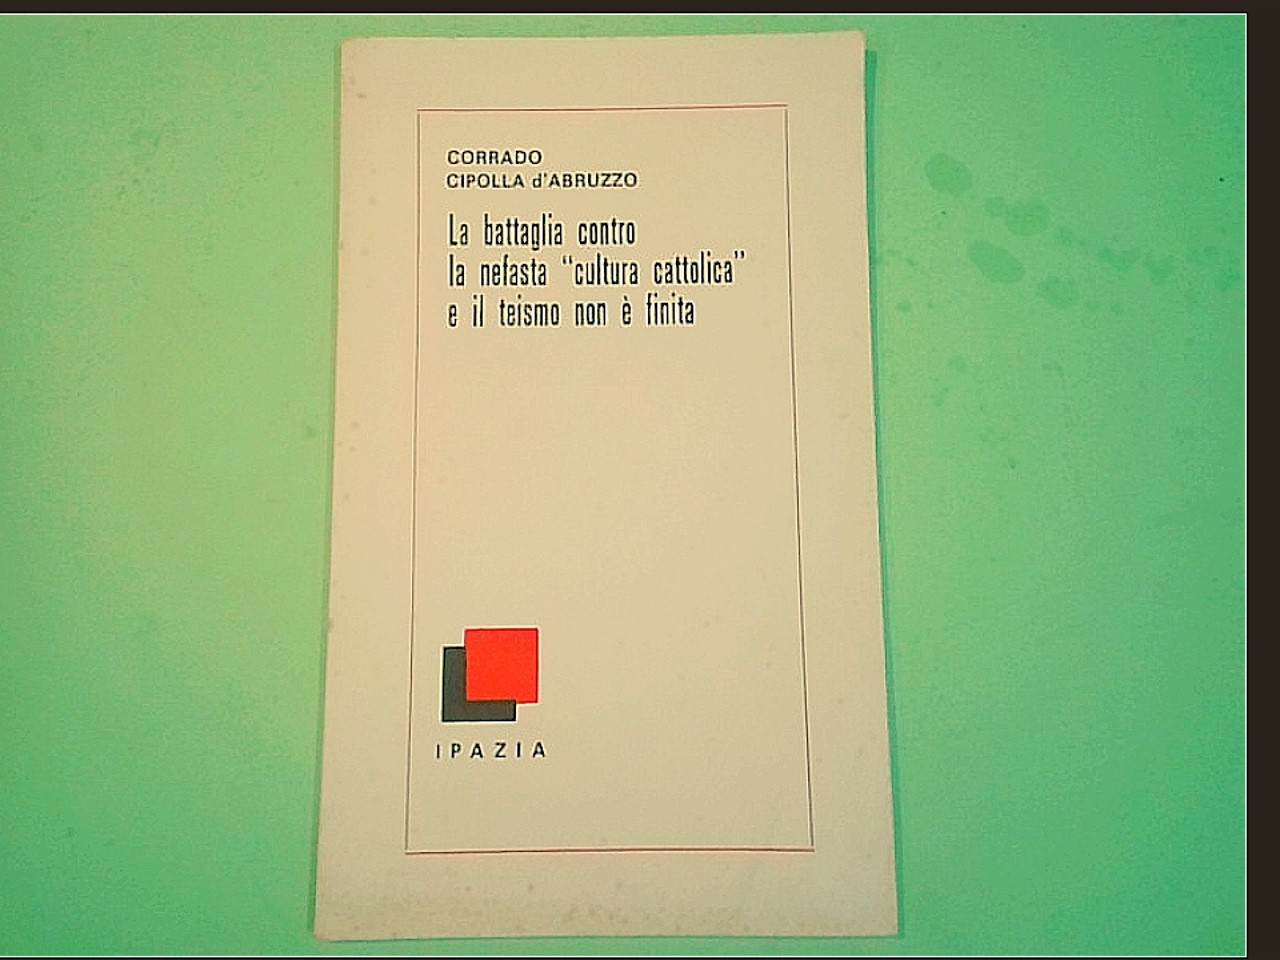 CORRADO
CIPOLLA d'ABRUZZO
La battaglia contro
la nefasta “cultura cattolica”
e il teismo non è finita
IPAZIA